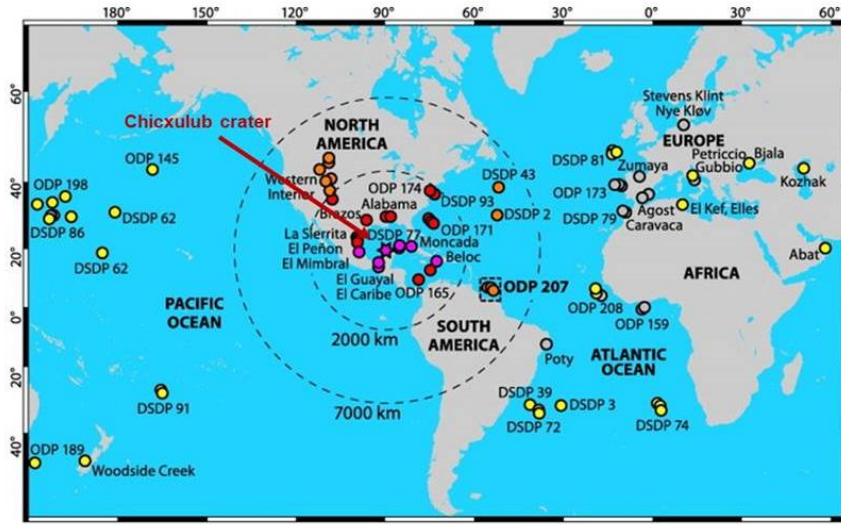 180°
150°
120°
90°
60°
30°
0°
30°
60°
60°
40°
20°
0°
20°
40°
Chicxulub crater
NORTH
AMERICA
Western
Interior
Brazos
ODP 174
Alabama
DSDP 43
DSDP 93
DSDP 2
ODP 171
La Sierrita
DSDP 77
El Peñon
El Mimbral
Moncada
Beloc
El Guayal
El Caribe
ODP 165
ODP 207
2000 km
7000 km
SOUTH
AMERICA
PACIFIC
OCEAN
ATLANTIC
OCEAN
ODP 145
ODP 198
DSDP 86
DSDP 62
DSDP 62
DSDP 91
ODP 189
Woodside Creek
Stevens Klint
Nye Kløv
EUROPE
DSDP 81
Zumaya
Petriccio
Gubbio
Bjala
Kozhak
ODP 173
DSDP 79
Agost
Caravaca
El Kef, Elles
Abat
AFRICA
ODP 208
ODP 159
Poty
DSDP 39
DSDP 3
DSDP 72
DSDP 74